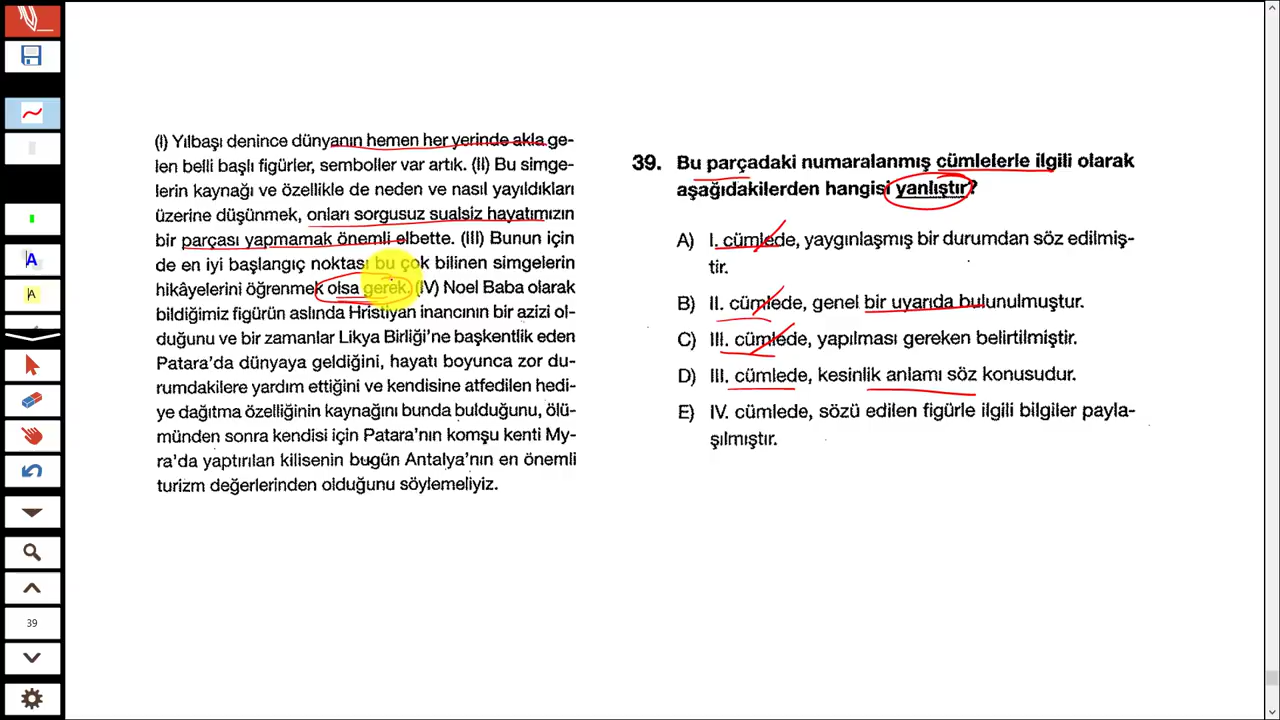 (I) Yılbaşı denince dünyanın hemen her yerinde akla ge-
len belli başlı figürler, semboller var artık. (II) Bu simge-
lerin kaynağı ve özellikle de neden ve nasıl yayıldıkları
üzerine düşünmek, onları sorgusuz sualsiz hayatımızın
bir parçası yapmamak önemli elbette. (III) Bunun için
de en iyi başlangıç noktası bu çok bilinen simgelerin
hikâyelerini öğrenmek olsa gerek. (IV) Noel Baba olarak
bildiğimiz figürün aslında Hristiyan inancının bir azizi ol-
duğunu ve bir zamanlar Likya Birliği'ne başkentlik eden
Patara'da dünyaya geldiğini, hayatı boyunca zor du-
rumdakilere yardım ettiğini ve kendisine atfedilen hedi-
ye dağıtma özelliğinin kaynağını bunda bulduğunu, ölü-
münden sonra kendisi için Patara'nın komşu kenti My-
ra'da yaptırılan kilisenin bugün Antalya'nın en önemli
turizm değerlerinden olduğunu söylemeliyiz.
39. Bu parçadaki numaralanmış cümlelerle ilgili olarak
aşağıdakilerden hangisi yanlıştır?
A) I. cümlede, yaygınlaşmış bir durumdan söz edilmiş-
tir.
B) II. cümlede, genel bir uyarıda bulunulmuştur.
C) III. cümlede, yapılması gereken belirtilmiştir.
D) III. cümlede, kesinlik anlamı söz konusudur.
E) IV. cümlede, sözü edilen figürle ilgili bilgiler payla-
şılmıştır.
A
A
39